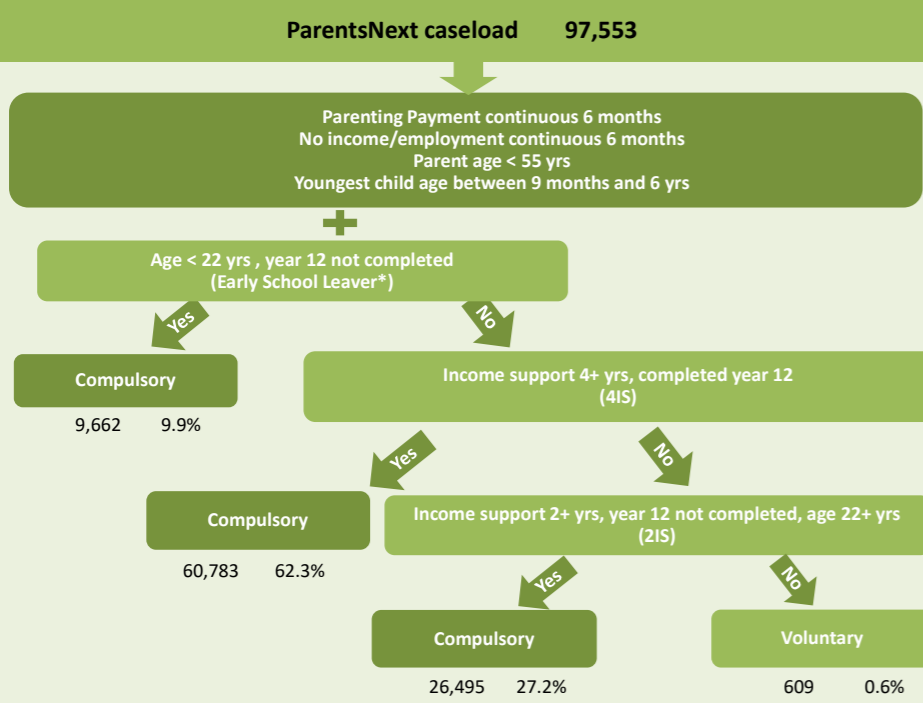 ParentsNext caseload 97,553
Parenting Payment continuous 6 months
No income/employment continuous 6 months
Parent age < 55 yrs
Youngest child age between 9 months and 6 yrs
Age < 22 yrs , year 12 not completed
(Early School Leaver*)
Yes
No
Compulsory
9,662 9.9%
Income support 4+ yrs, completed year 12
(4IS)
Yes
No
Compulsory
60,783 62.3%
Income support 2+ yrs, year 12 not completed, age 22+ yrs
(2IS)
Yes
No
Compulsory
26,495 27.2%
Voluntary
609 0.6%